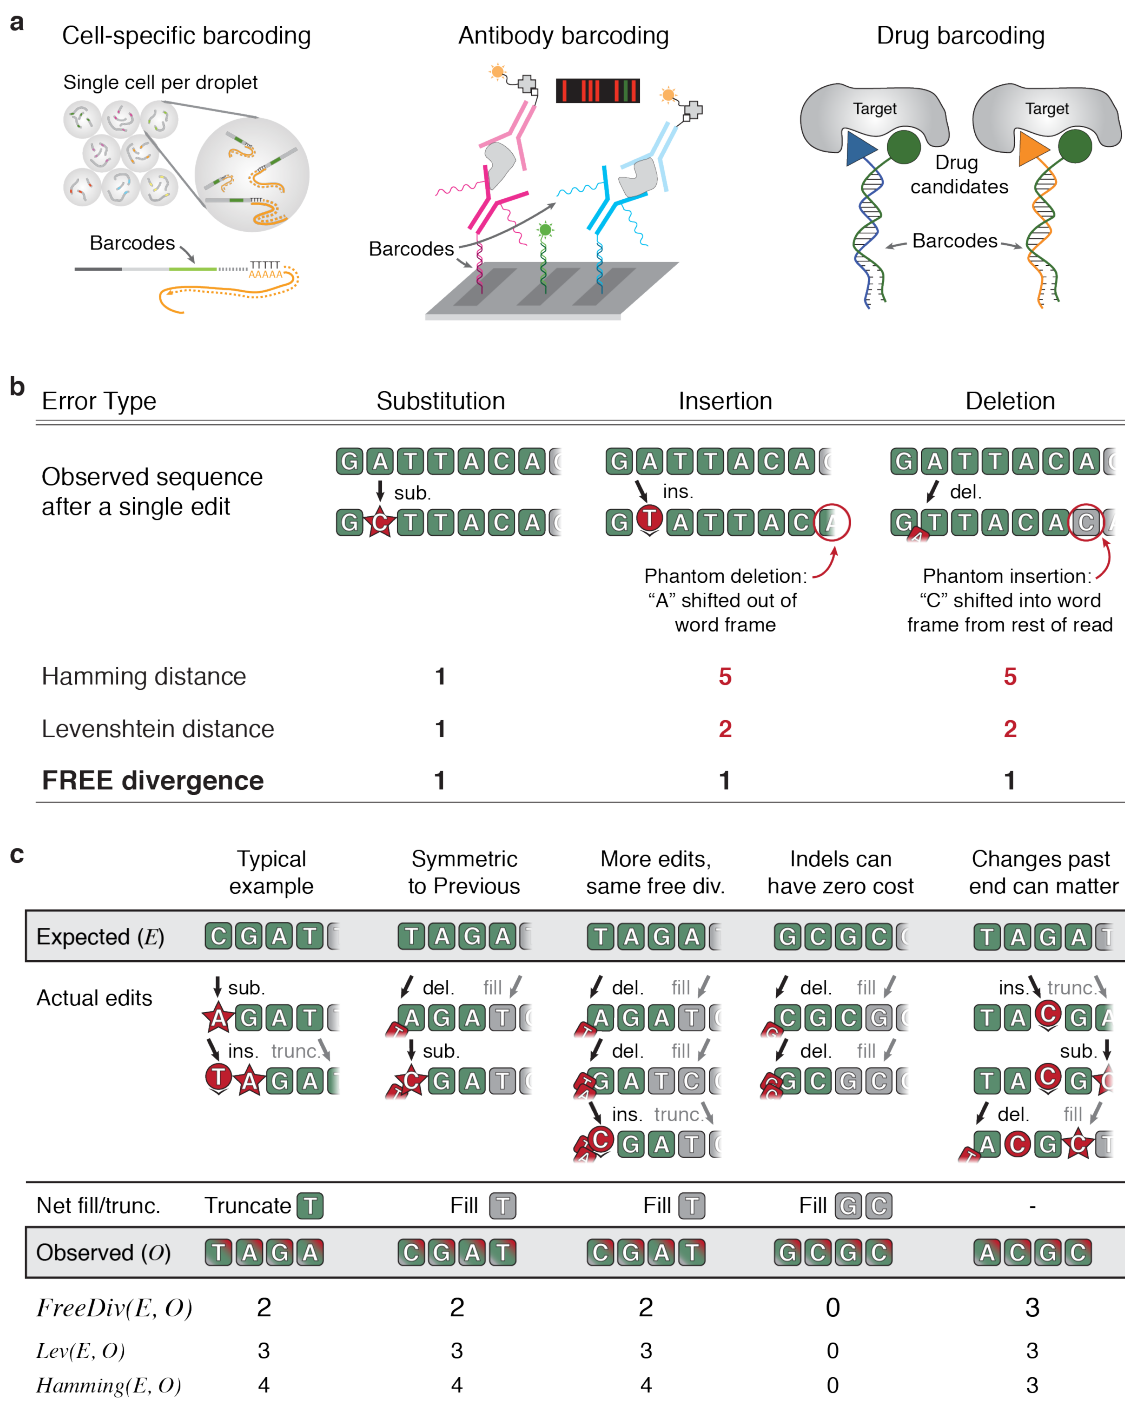 a
Cell-specific barcoding
Antibody barcoding
Drug barcoding
Single cell per droplet
Barcodes
TTTTT
AAAAA
Barcodes
Target
Target
Drug
candidates
Barcodes
b
Error Type Substitution Insertion Deletion
Observed sequence
after a single edit
G A T T A C A C
sub.
G C T T A C A C
G A T T A C A C
ins.
G T A T T A C A
Phantom deletion:
“A” shifted out of
word frame
G A T T A C A C
del.
G A T T A C A C A
Phantom insertion:
“C” shifted into word
frame from rest of read
Hamming distance 1 5 5
Levenshtein distance 1 2 2
FREE divergence 1 1 1
c
Typical
example
Symmetric
to Previous
More edits,
same free div.
Indels can
have zero cost
Changes past
end can matter
Expected (E) C G A T T A G A T A G A G C G C T A G A T
Actual edits
sub.
A G A T
ins. trunc.
T A G A
del. fill
T A G A T C
sub.
T C G A T C
del. fill
T A G A T C
del. fill
T A G A T C C
ins. trunc.
T A C G A T C
del. fill
G C G C G C
del. fill
G C G C G C C
ins. trunc.
T A C G A
sub.
T A C G C
del. fill
T A C G C T
Net fill/trunc. Truncate T Fill T Fill T Fill G C -
Observed (O) T A G A C G A T C G A T G C G C A C G C
FreeDiv(E, O) 2 2 2 0 3
Lev(E, O) 3 3 3 0 3
Hamming(E, O) 4 4 4 0 3